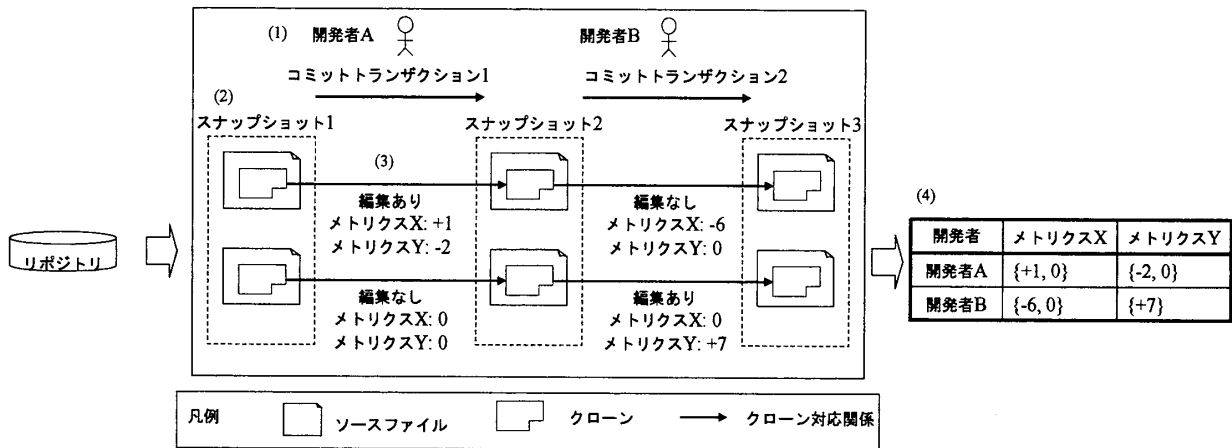 (1)
開発者A
開発者B
コミットトランザクション1
コミットトランザクション2
(2)
スナップショット1
スナップショット2
スナップショット3
(3)
編集あり
メトリクスX: +1
メトリクスY: -2
編集なし
メトリクスX: -6
メトリクスY: 0
編集なし
メトリクスX: 0
メトリクスY: 0
編集あり
メトリクスX: 0
メトリクスY: +7
リポジトリ
(4)
開発者 メトリクスX メトリクスY
開発者A {+1, 0} {-2, 0}
開発者B {-6, 0} {+7}
凡例 ソースファイル クローン クローン対応関係